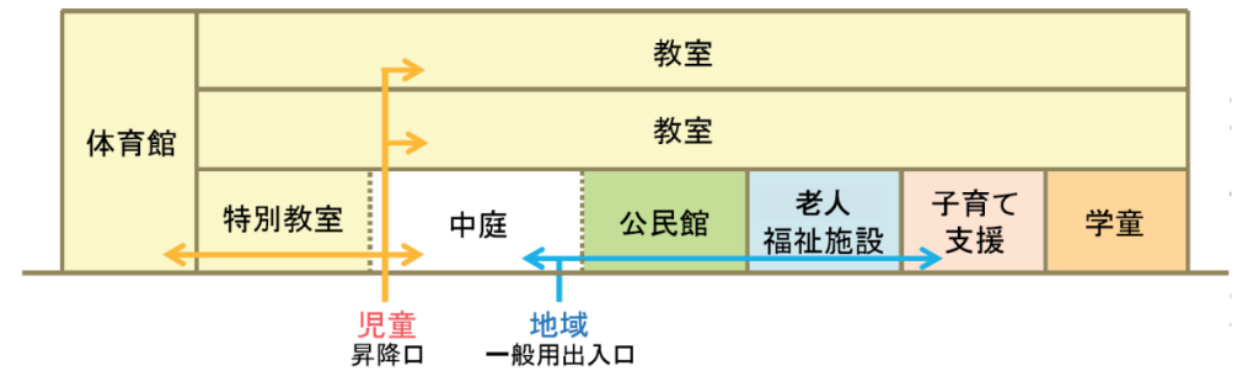 教室
教室
体育館
特別教室
中庭
公民館
老人
福祉施設
子育て
支援
学童
児童
昇降口
地域
一般用出入口